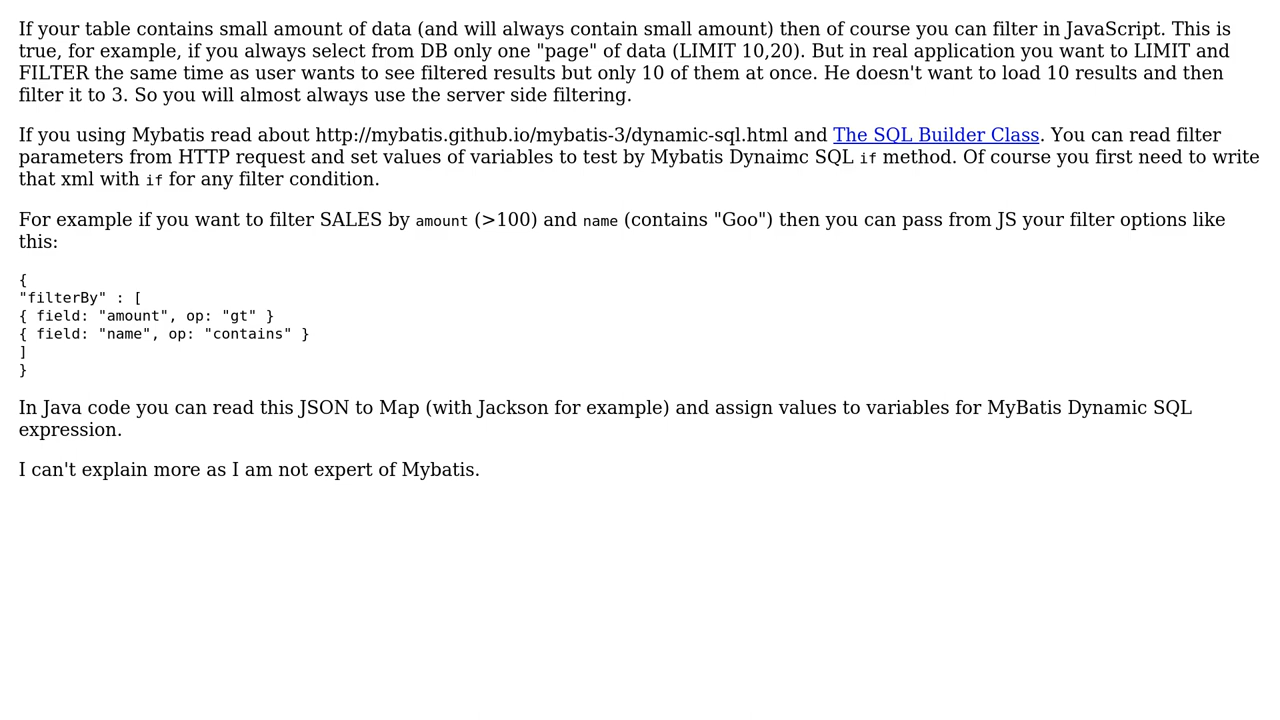 If your table contains small amount of data (and will always contain small amount) then of course you can filter in JavaScript. This is
true, for example, if you always select from DB only one "page" of data (LIMIT 10,20). But in real application you want to LIMIT and
FILTER the same time as user wants to see filtered results but only 10 of them at once. He doesn't want to load 10 results and then
filter it to 3. So you will almost always use the server side filtering.
If you using Mybatis read about http://mybatis.github.io/mybatis-3/dynamic-sql.html and The SQL Builder Class. You can read filter
parameters from HTTP request and set values of variables to test by Mybatis Dynaimc SQL if method. Of course you first need to write
that xml with if for any filter condition.
For example if you want to filter SALES by amount (>100) and name (contains "Goo") then you can pass from JS your filter options like
this:
{
"filterBy" : [
{ field: "amount", op: "gt" }
{ field: "name", op: "contains" }
]
}
In Java code you can read this JSON to Map (with Jackson for example) and assign values to variables for MyBatis Dynamic SQL
expression.
I can't explain more as I am not expert of Mybatis.